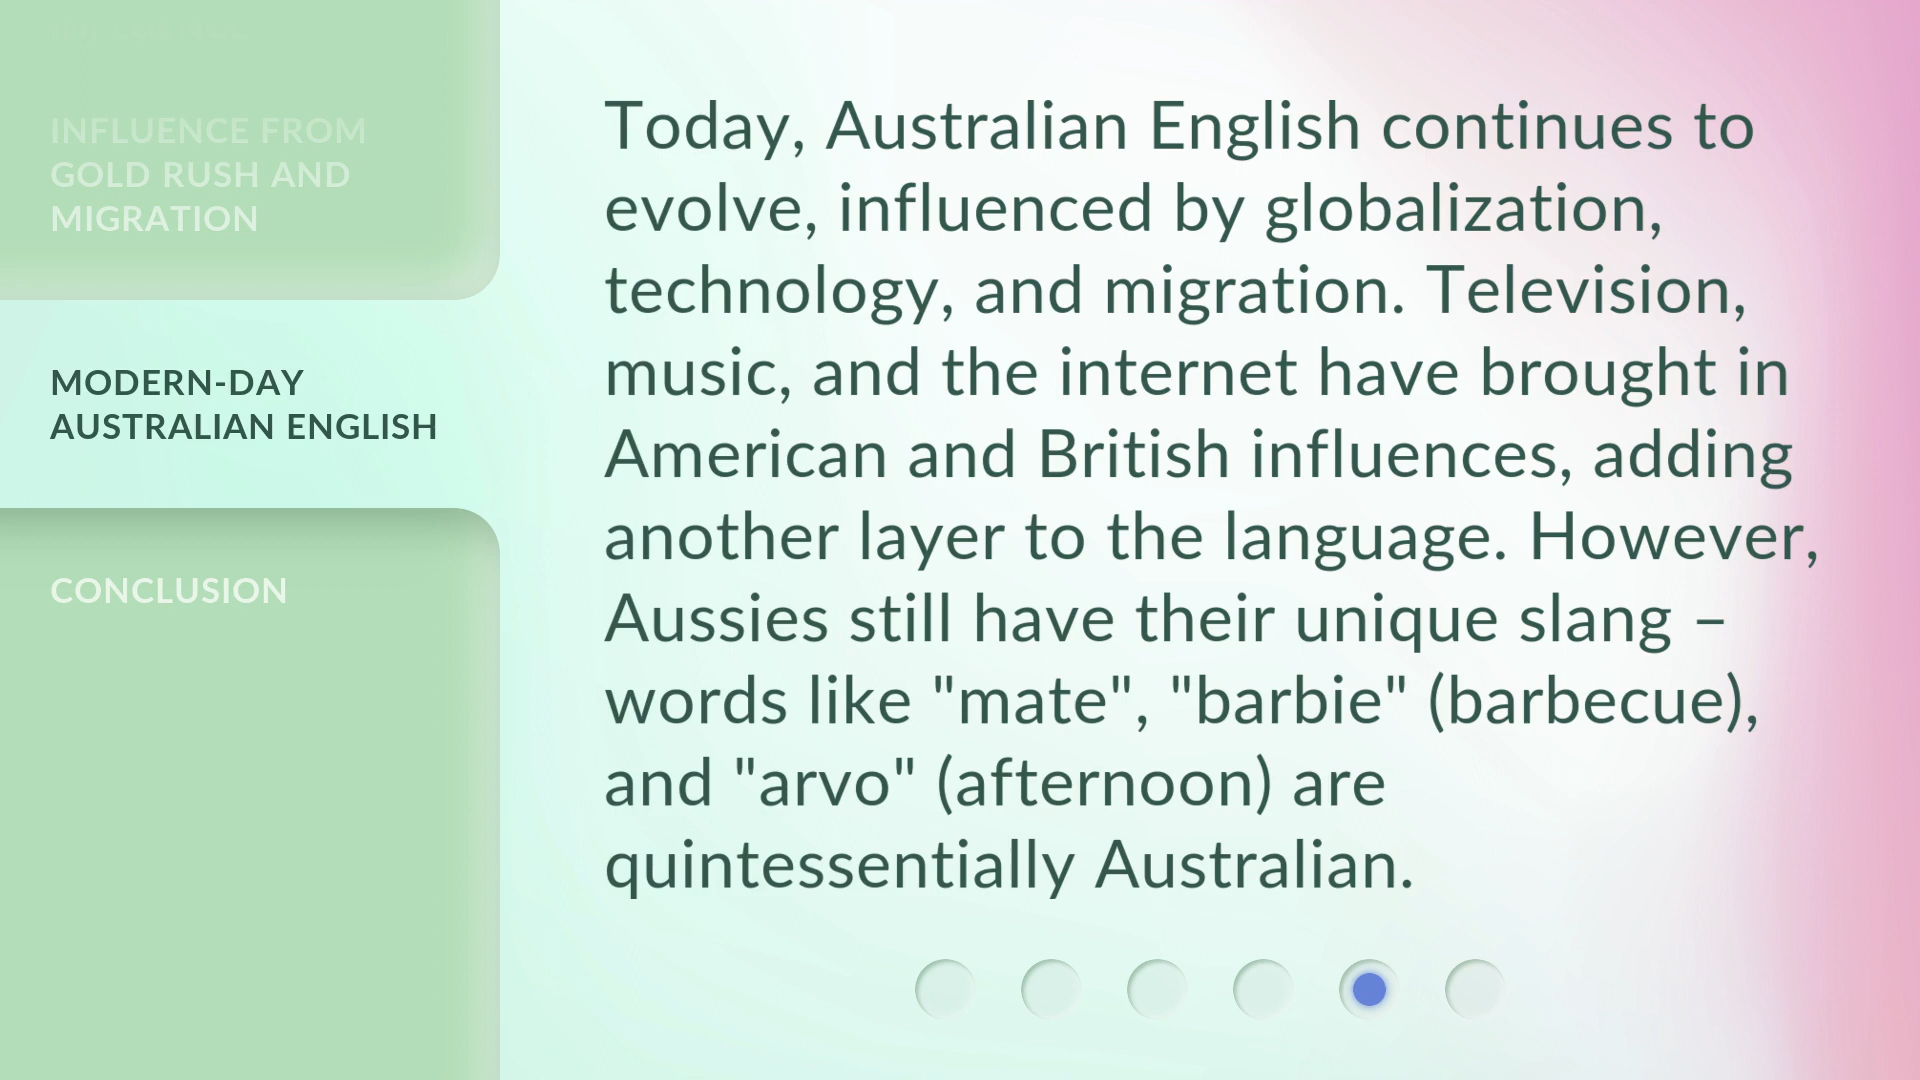 INFLUENCE
INFLUENCE FROM
GOLD RUSH AND
MIGRATION
MODERN-DAY
AUSTRALIAN ENGLISH
CONCLUSION
Today, Australian English continues to
evolve, influenced by globalization,
technology, and migration. Television,
music, and the internet have brought in
American and British influences, adding
another layer to the language. However,
Aussies still have their unique slang –
words like "mate", "barbie" (barbecue),
and "arvo" (afternoon) are
quintessentially Australian.